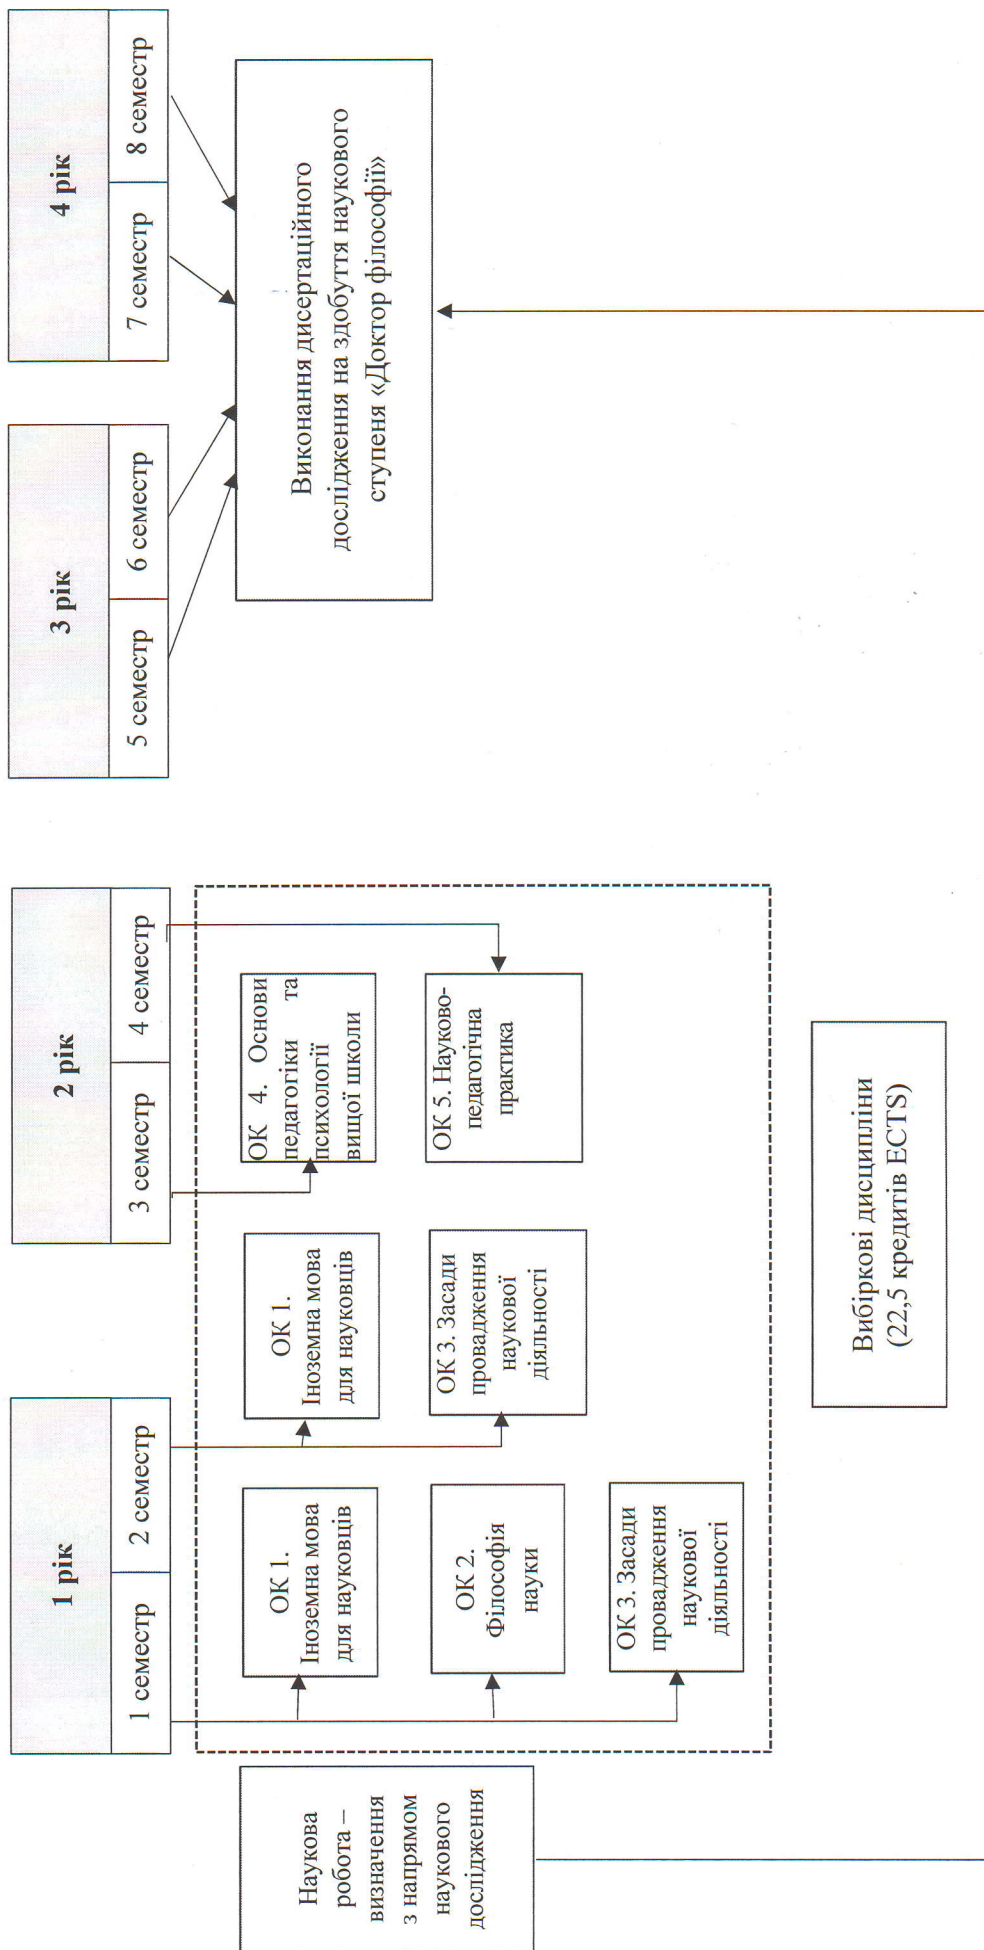 1 рік
1 семестр
2 семестр
2 рік
3 семестр
4 семестр
3 рік
5 семестр
6 семестр
4 рік
7 семестр
8 семестр
Наукова
робота –
визначення
з напрямом
наукового
дослідження
ОК 1.
Іноземна мова
для науковців
ОК 2.
Філософія
науки
ОК 3. Засади
провадження
наукової
діяльності
ОК 1.
Іноземна мова
для науковців
ОК 3. Засади
провадження
наукової
діяльності
ОК 4. Основи
педагогіки та
психології
вищої школи
ОК 5. Науково-
педагогічна
практика
Виконання дисертаційного
дослідження на здобуття наукового
ступеня «Доктор філософії»
Вибіркові дисципліни
(22,5 кредитів ECTS)